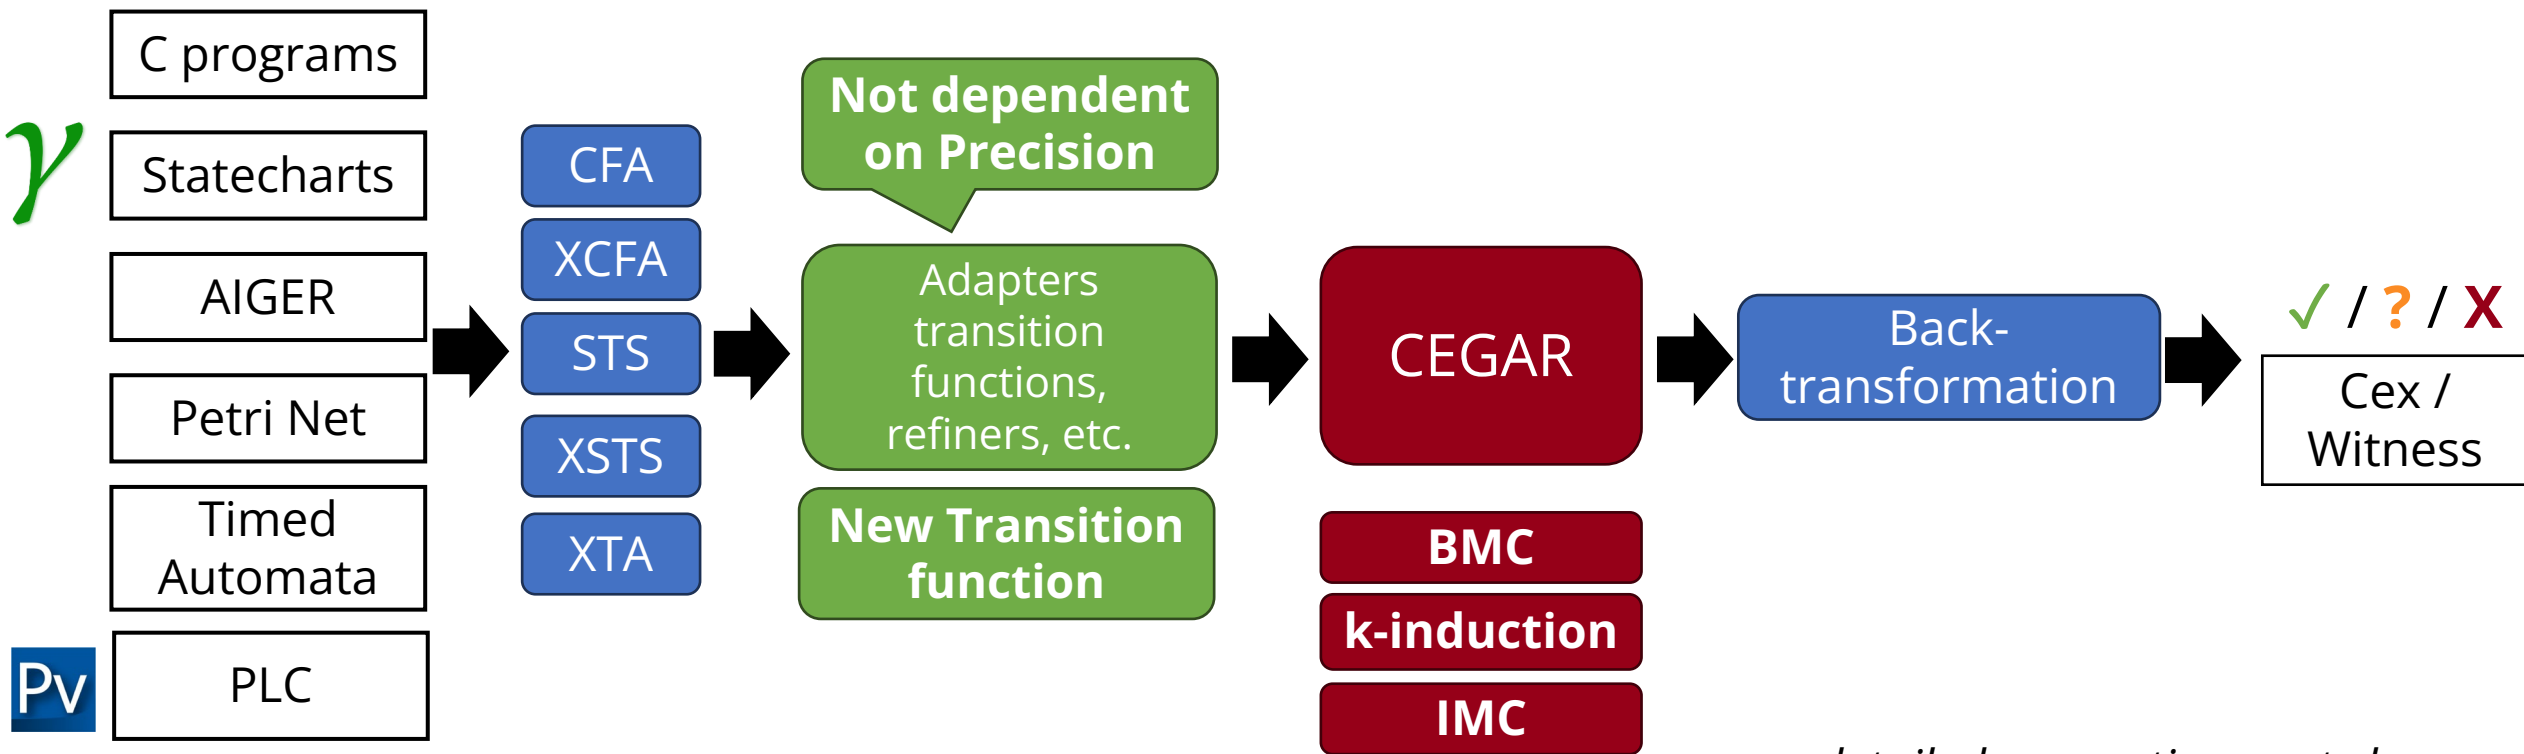 C programs
Statecharts
AIGER
Petri Net
Timed
Automata
PLC
γ
Pv
CFA
XCFA
STS
XSTS
XTA
Not dependent
on Precision
Adapters
transition
functions,
refiners, etc.
New Transition
function
CEGAR
BMC
k-induction
IMC
Back-
transformation
✓ / ? / X
Cex /
Witness